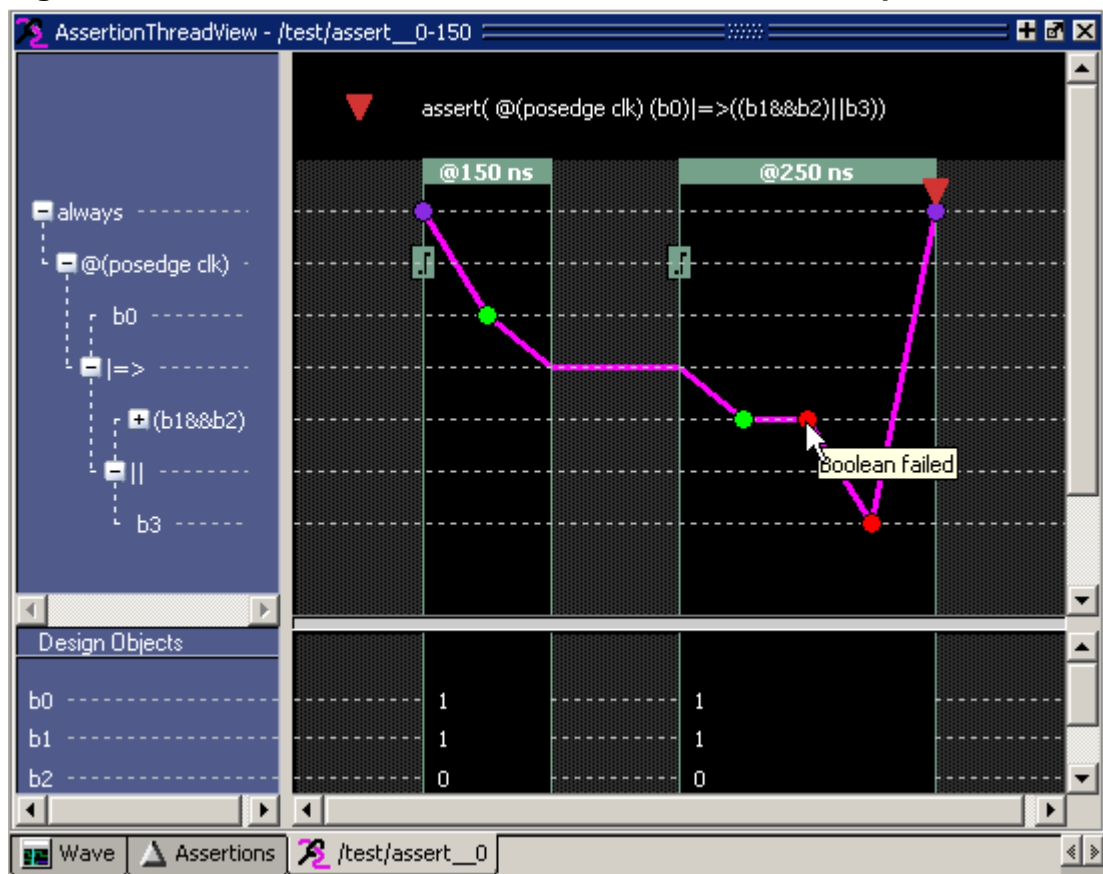 AssertionThreadView - /test/assert__0-150
assert( @(posedge clk) (b0)|=>((b1&&b2)||b3))
@150 ns @250 ns
always
@(posedge clk)
b0
|=>
(b1&&b2)
||
Boolean failed
b3
Design Objects
b0 1 1
b1 1 1
b2 0 0
Wave Assertions /test/assert__0